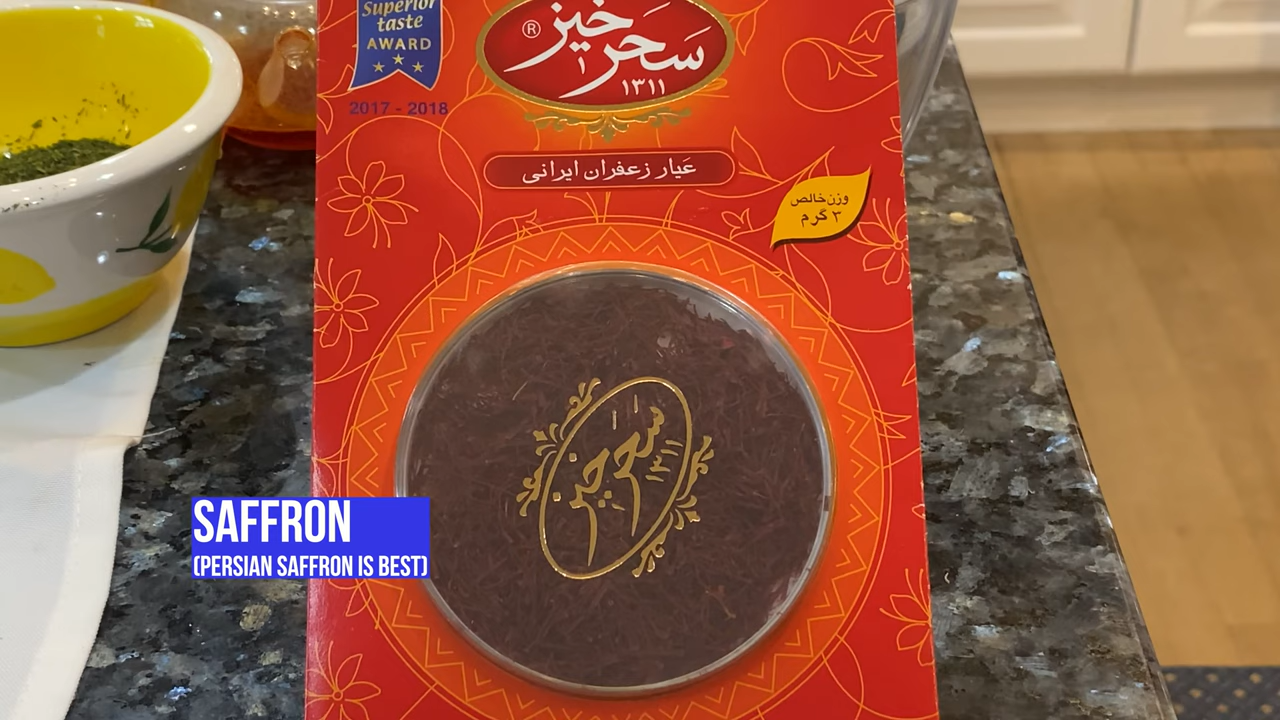 Superior
taste
AWARD
2017 - 2018
سحرخیز
®
۱۳۱۱
عیار زعفران ایرانی
وزن خالص
۳ گرم
سحرخیز
۱۳۱۱
SAFFRON
(PERSIAN SAFFRON IS BEST)